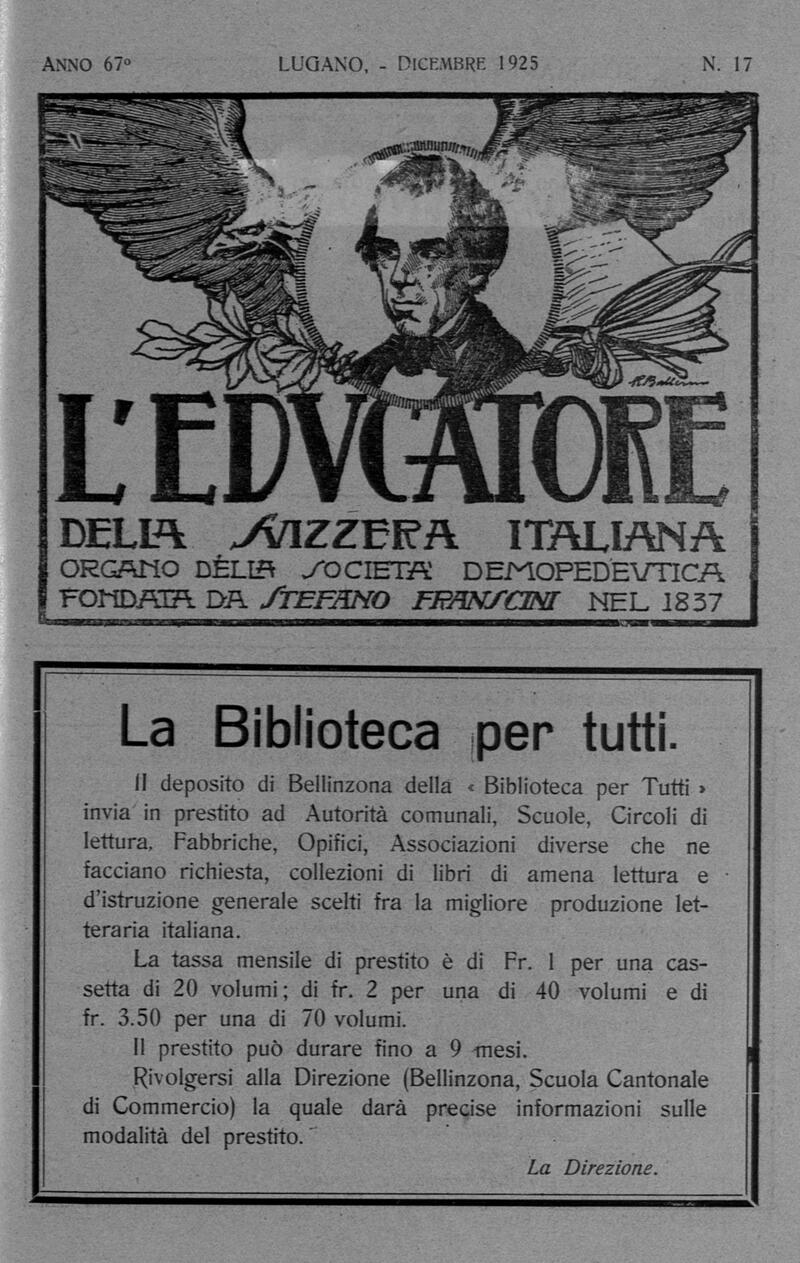 ANNO 67º LUGANO, - DICEMBRE 1925 N. 17
L'EDVCATORE
DELLA SVIZZERA ITALIANA
ORGANO DELLA SOCIETA' DEMOPEDEVTICA
FONDATA DA STEFANO FRANSCINI NEL 1837
La Biblioteca per tutti.
Il deposito di Bellinzona della « Biblioteca per Tutti »
invia in prestito ad Autorità comunali, Scuole, Circoli di
lettura, Fabbriche, Opifici, Associazioni diverse che ne
facciano richiesta, collezioni di libri di amena lettura e
d'istruzione generale scelti fra la migliore produzione let-
teraria italiana.
La tassa mensile di prestito è di Fr. 1 per una cas-
setta di 20 volumi; di fr. 2 per una di 40 volumi e di
fr. 3.50 per una di 70 volumi.
Il prestito può durare fino a 9 mesi.
Rivolgersi alla Direzione (Bellinzona, Scuola Cantonale
di Commercio) la quale darà precise informazioni sulle
modalità del prestito.
La Direzione.